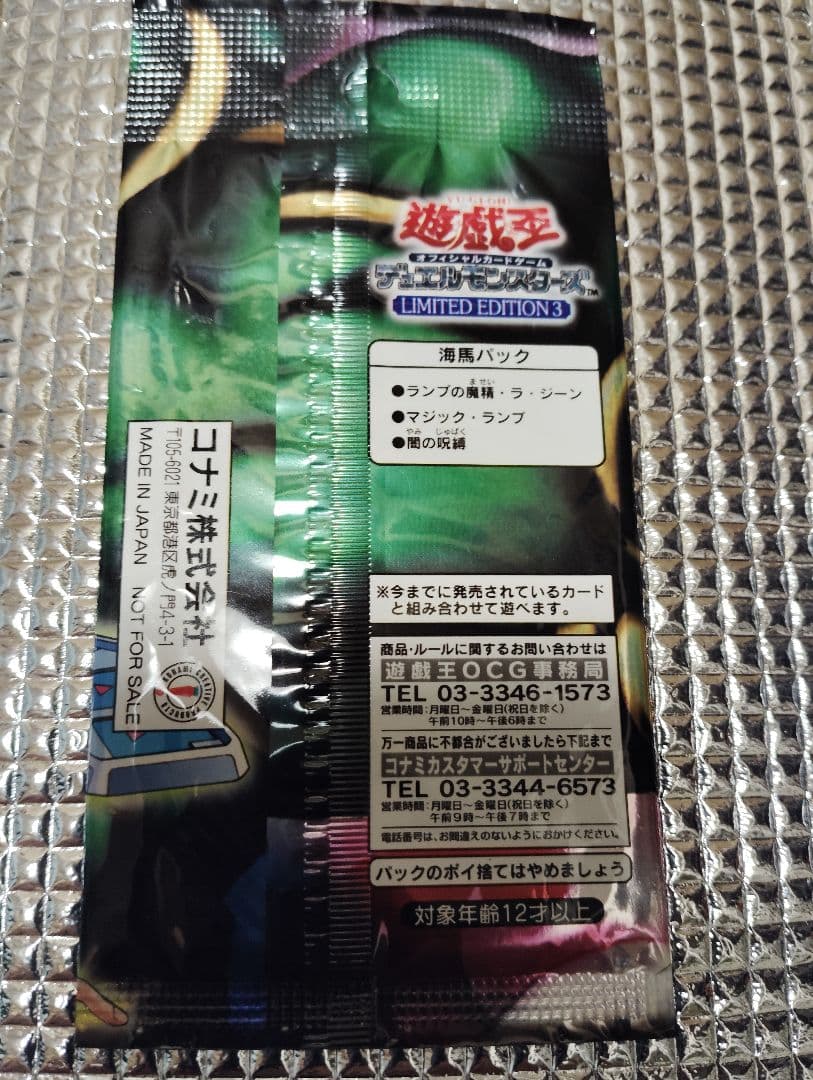 YU-GI-OH!
遊戯王
オフィシャルカードゲーム
デュエルモンスターズ™
LIMITED EDITION 3
海馬パック
●ランプの魔精・ラ・ジーン
ませい
●マジック・ランプ
やみ じゅばく
●闇の呪縛
※今までに発売されているカード
と組み合わせて遊べます。
商品・ルールに関するお問い合わせは
遊戯王OCG事務局
TEL 03-3346-1573
営業時間:月曜日~金曜日(祝日を除く)
午前10時~午後6時まで
万一商品に不都合がございましたら下記まで
コナミカスタマーサポートセンター
TEL 03-3344-6573
営業時間:月曜日~金曜日(祝日を除く)
午前9時~午後7時まで
電話番号は、お間違えのないようにおかけください。
パックのポイ捨てはやめましょう
対象年齢12才以上
コナミ株式会社
〒105-6021 東京都港区虎ノ門4-3-1
MADE IN JAPAN NOT FOR SALE